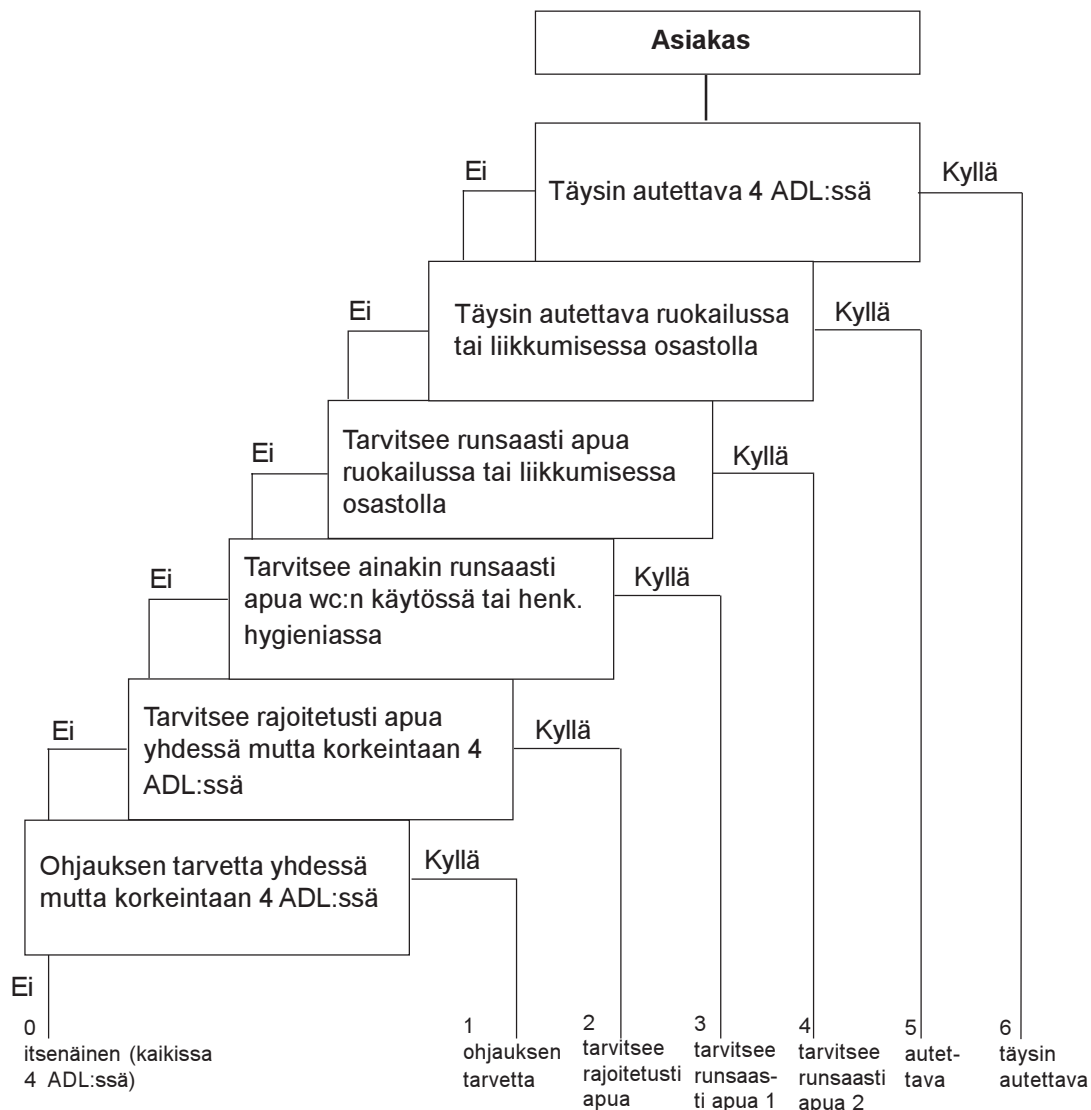 Asiakas
Ei
Kyllä
Täysin autettava 4 ADL:ssä
Ei
Täysin autettava ruokailussa
tai liikkumisessa osastolla
Kyllä
Ei
Tarvitsee runsaasti apua
ruokailussa tai liikkumisessa
osastolla
Kyllä
Ei
Tarvitsee ainakin runsaasti
apua wc:n käytössä tai henk.
hygieniassa
Kyllä
Ei
Tarvitsee rajoitetusti apua
yhdessä mutta korkeintaan 4
ADL:ssä
Kyllä
Ohjauksen tarvetta yhdessä
mutta korkeintaan 4 ADL:ssä
Kyllä
Ei
0
itsenäinen (kaikissa
4 ADL:ssä)
1
ohjauksen
tarvetta
2
tarvitsee
rajoitetusti
apua
3
tarvitsee
runsaas-
ti apua 1
4
tarvitsee
runsaasti
apua 2
5
autet-
tava
6
täysin
autettava